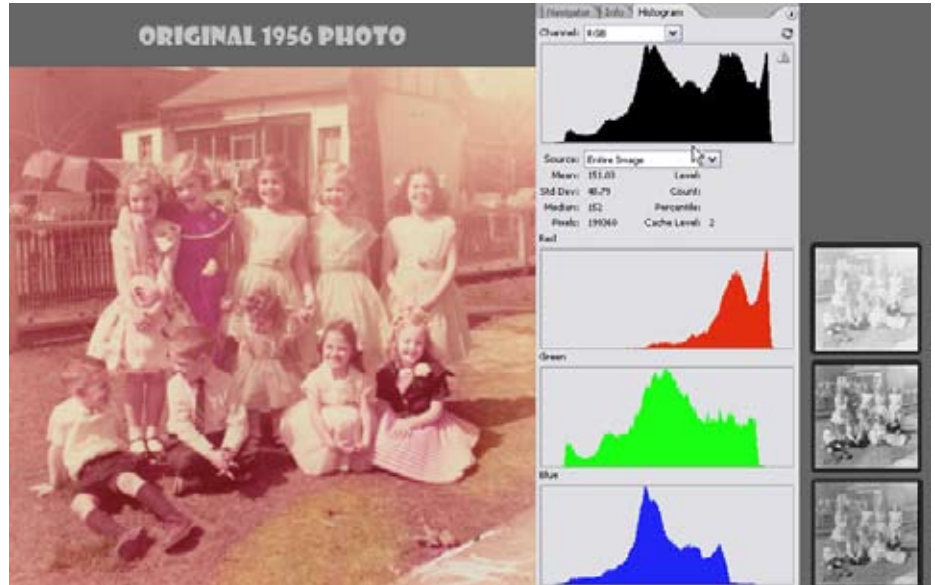 ORIGINAL 1956 PHOTO
Navigator Info Histogram
Channel: RGB
Source: Entire Image
Mean: 151.03 Level:
Std Dev: 48.79 Count:
Median: 152 Percentile:
Pixels: 199360 Cache Level: 2
Red
Green
Blue